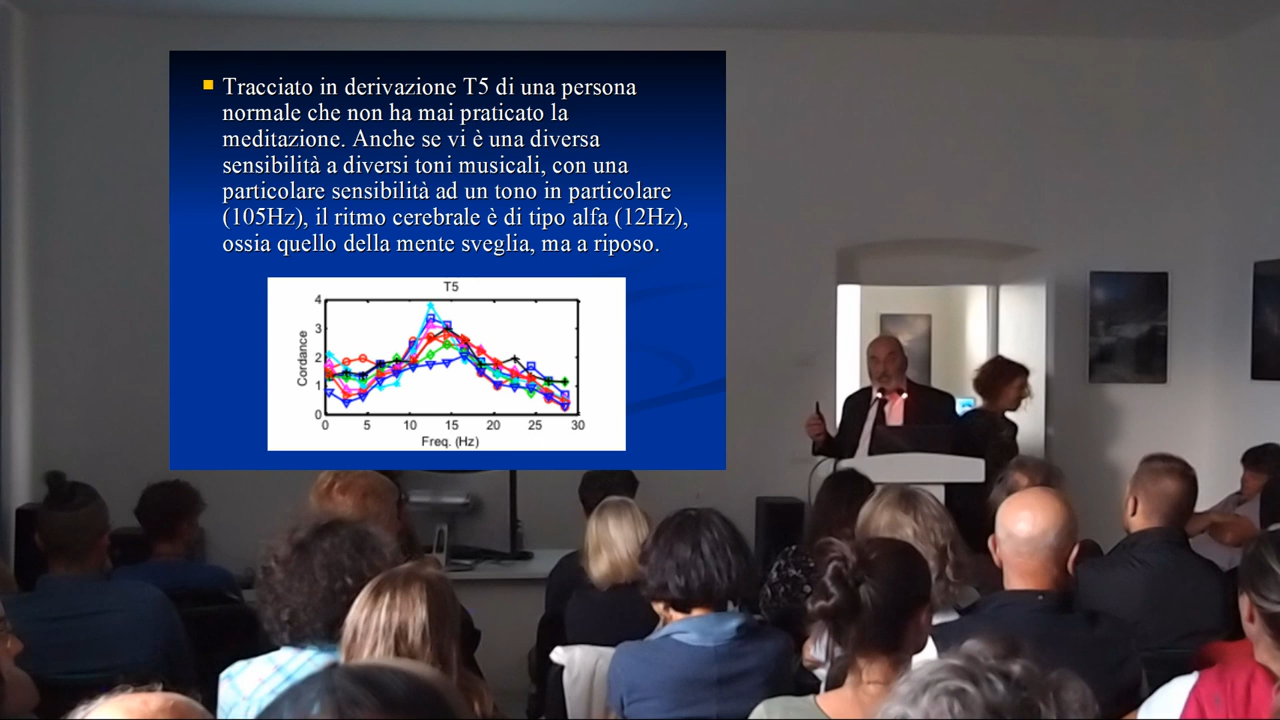 Tracciato in derivazione T5 di una persona
normale che non ha mai praticato la
meditazione. Anche se vi è una diversa
sensibilità a diversi toni musicali, con una
particolare sensibilità ad un tono in particolare
(105Hz), il ritmo cerebrale è di tipo alfa (12Hz),
ossia quello della mente sveglia, ma a riposo.
T5
4
3
2
1
0
Cordance
0 5 10 15 20 25 30
Freq. (Hz)